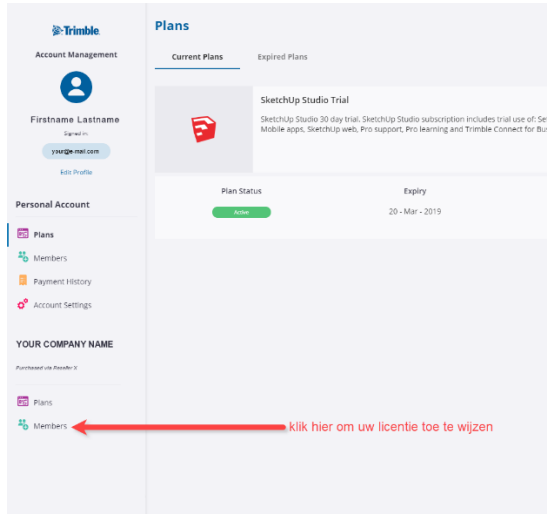 Trimble.
Account Management
Firstname Lastname
Signed in:
your@e-mail.com
Edit Profile
Personal Account
Plans
Members
Payment History
Account Settings
YOUR COMPANY NAME
Purchased via Reseller X
Plans
Members
Plans
Current Plans Expired Plans
SketchUp Studio Trial
SketchUp Studio 30 day trial. SketchUp Studio subscription includes trial use of: Se
Mobile apps, SketchUp web, Pro support, Pro learning and Trimble Connect for Bu
Plan Status Expiry
Active 20 - Mar - 2019
klik hier om uw licentie toe te wijzen